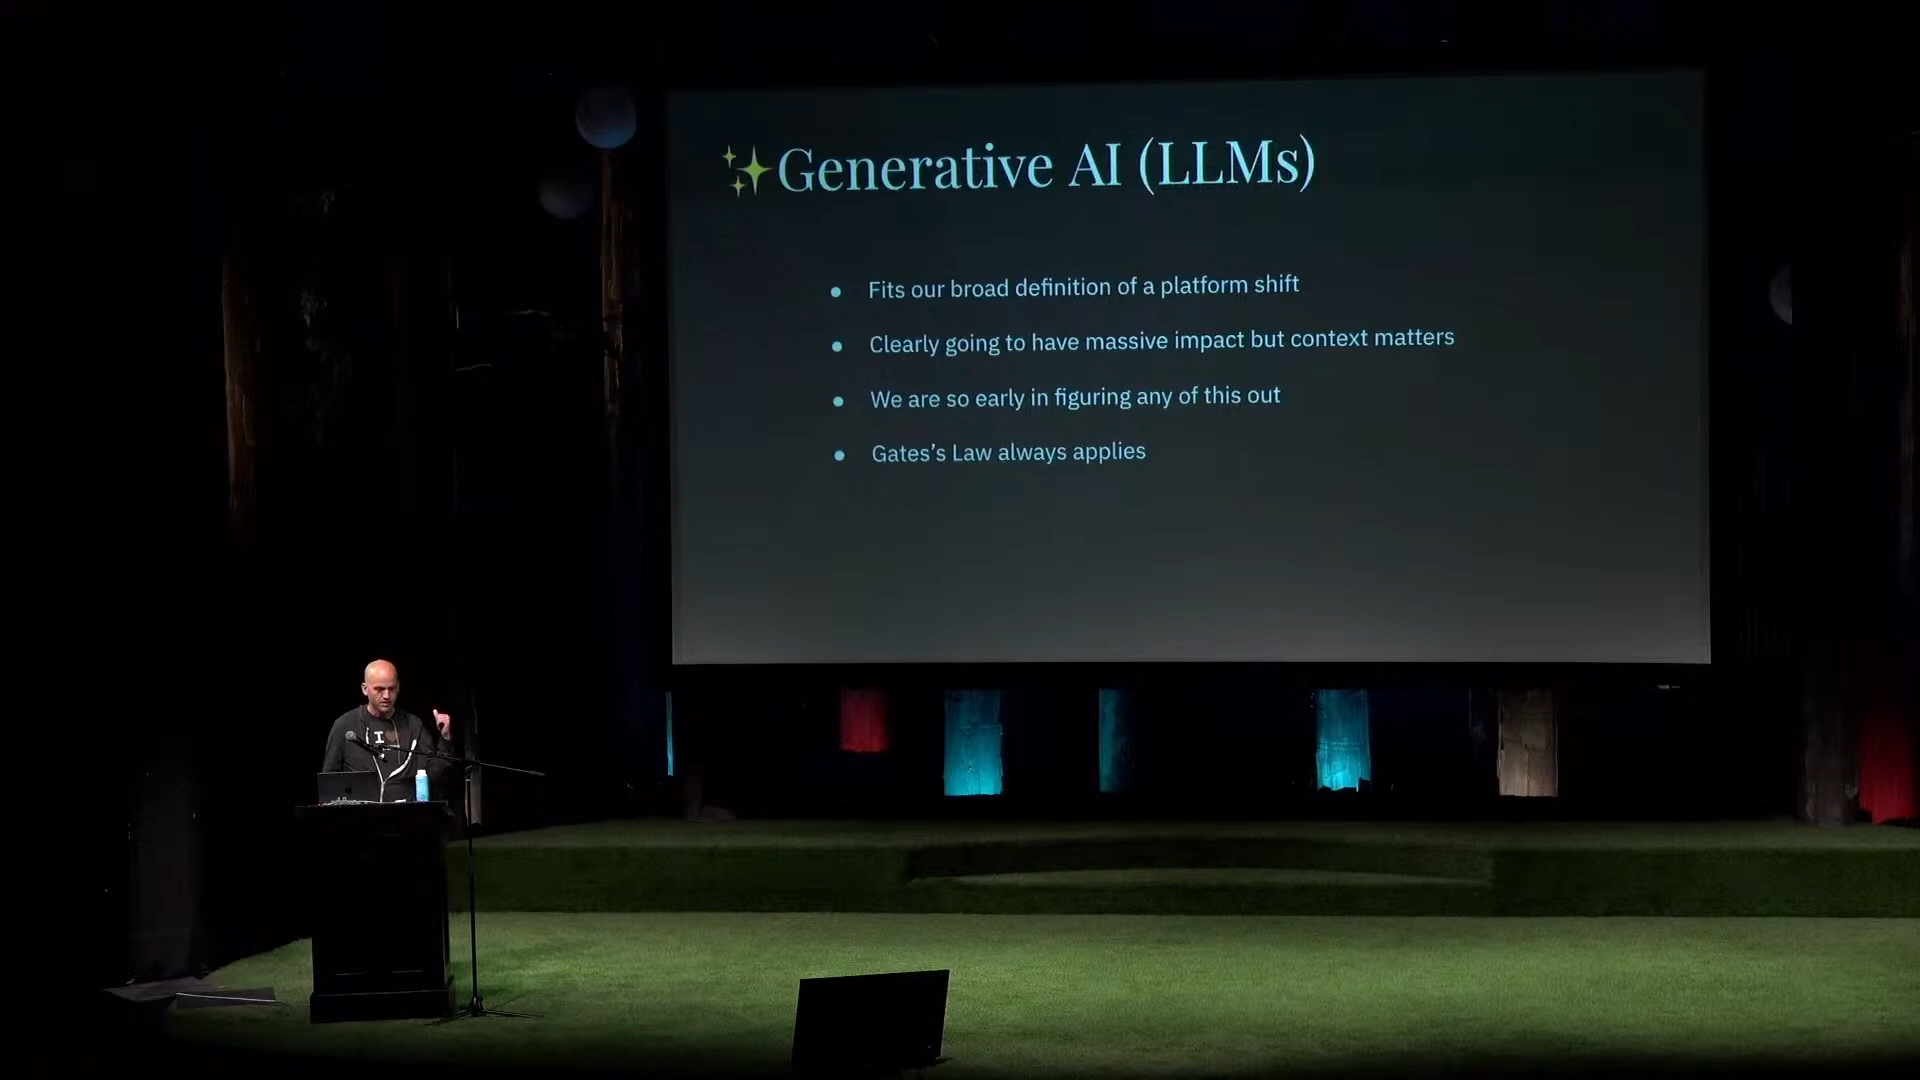 ✨Generative AI (LLMs)
● Fits our broad definition of a platform shift
● Clearly going to have massive impact but context matters
● We are so early in figuring any of this out
● Gates’s Law always applies
I